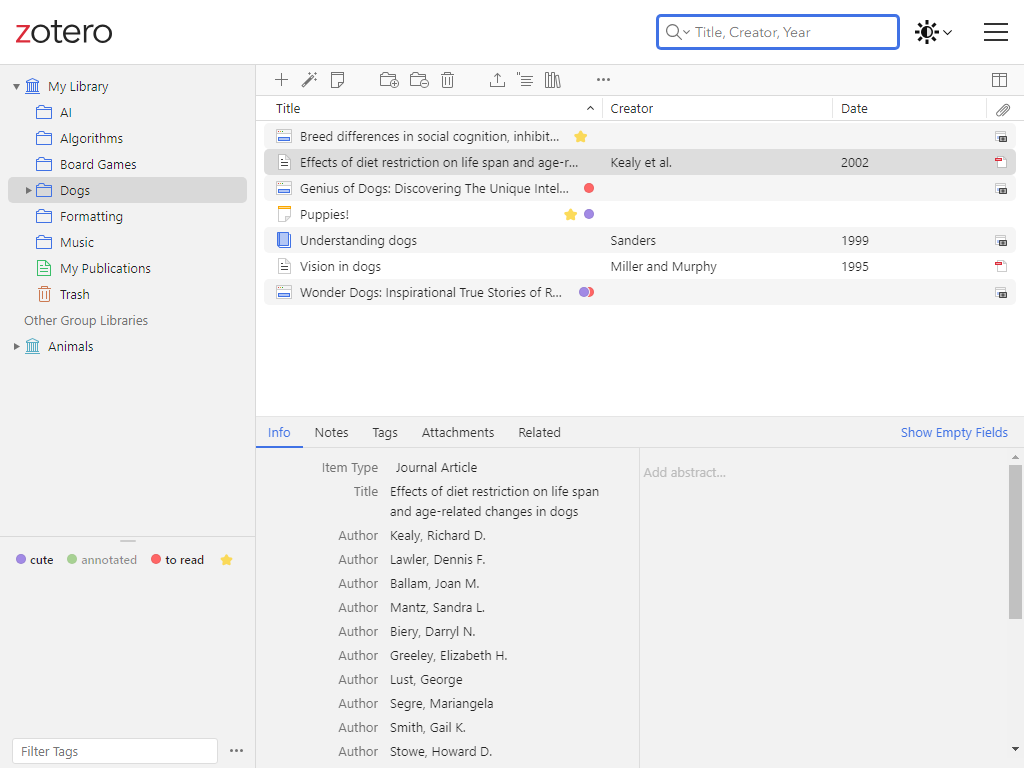 zotero
Title, Creator, Year
My Library
AI
Algorithms
Board Games
Dogs
Formatting
Music
My Publications
Trash
Other Group Libraries
Animals
cute annotated to read
Filter Tags
Title Creator Date
Breed differences in social cognition, inhibit...
Effects of diet restriction on life span and age-r... Kealy et al. 2002
Genius of Dogs: Discovering The Unique Intel...
Puppies!
Understanding dogs Sanders 1999
Vision in dogs Miller and Murphy 1995
Wonder Dogs: Inspirational True Stories of R...
Info Notes Tags Attachments Related Show Empty Fields
Item Type Journal Article
Title Effects of diet restriction on life span
and age-related changes in dogs
Author Kealy, Richard D.
Author Lawler, Dennis F.
Author Ballam, Joan M.
Author Mantz, Sandra L.
Author Biery, Darryl N.
Author Greeley, Elizabeth H.
Author Lust, George
Author Segre, Mariangela
Author Smith, Gail K.
Author Stowe, Howard D.
Add abstract...